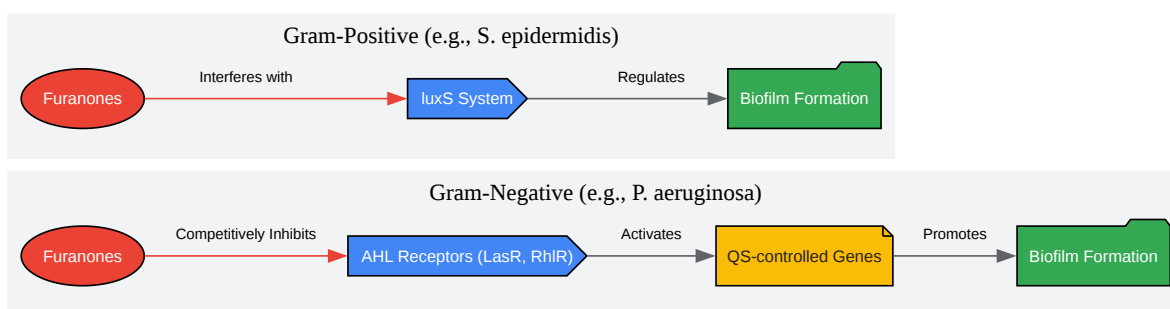 Gram-Positive (e.g., S. epidermidis)
Furanones
Interferes with
luxS System
Regulates
Biofilm Formation
Gram-Negative (e.g., P. aeruginosa)
Furanones
Competitively Inhibits
AHL Receptors (LasR, RhlR)
Activates
QS-controlled Genes
Promotes
Biofilm Formation